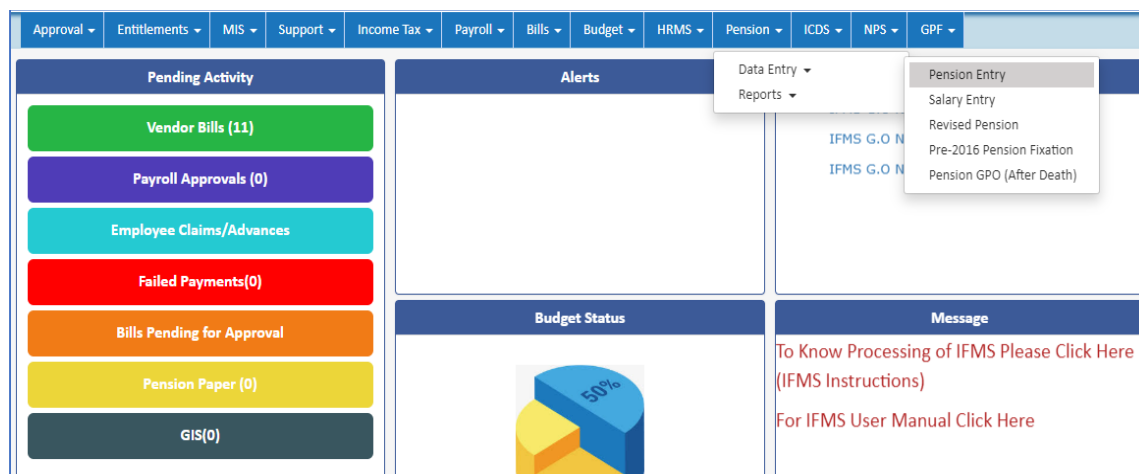 Approval Entitlements MIS Support Income Tax Payroll Bills Budget HRMS Pension ICDS NPS GPF
Data Entry
Reports
Pension Entry
Salary Entry
Revised Pension
Pre-2016 Pension Fixation
Pension GPO (After Death)
Pending Activity
Vendor Bills (11)
Payroll Approvals (0)
Employee Claims/Advances
Failed Payments(0)
Bills Pending for Approval
Pension Paper (0)
GIS(0)
Alerts
IFMS G.O N
IFMS G.O N
Budget Status
50%
Message
To Know Processing of IFMS Please Click Here
(IFMS Instructions)
For IFMS User Manual Click Here